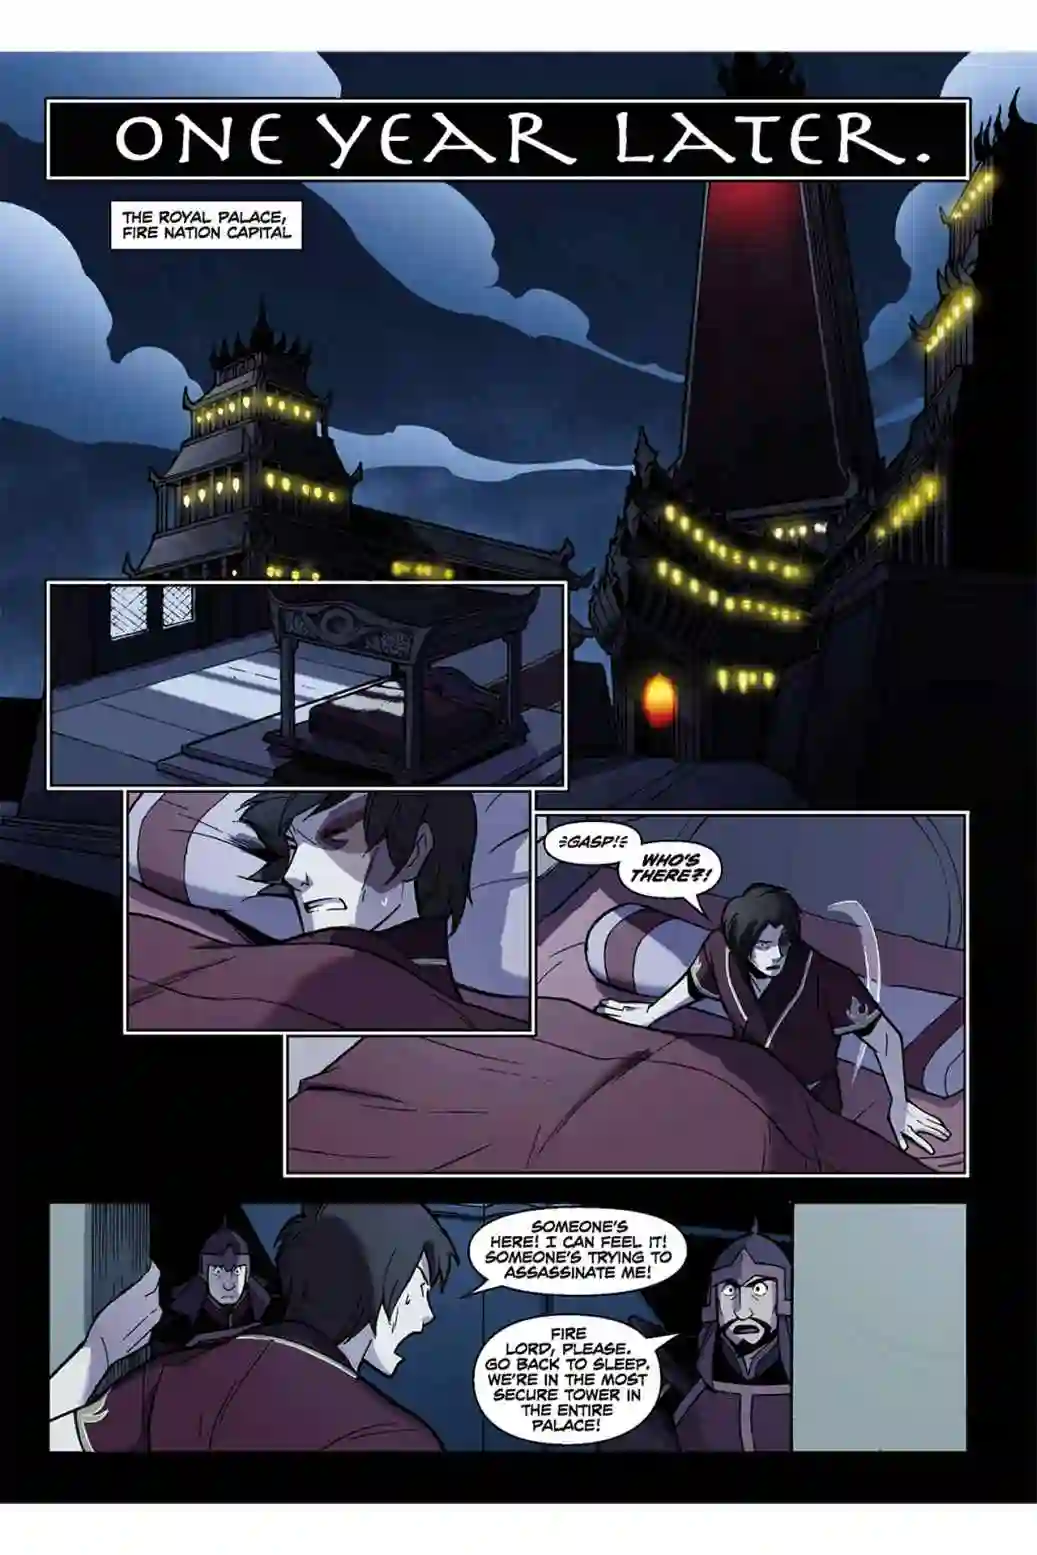 ONE YEAR LATER.
THE ROYAL PALACE,
FIRE NATION CAPITAL
GASP!
WHO'S
THERE?!
SOMEONE'S
HERE! I CAN FEEL IT!
SOMEONE'S TRYING TO
ASSASSINATE ME!
FIRE
LORD, PLEASE.
GO BACK TO SLEEP.
WE'RE IN THE MOST
SECURE TOWER IN
THE ENTIRE
PALACE!